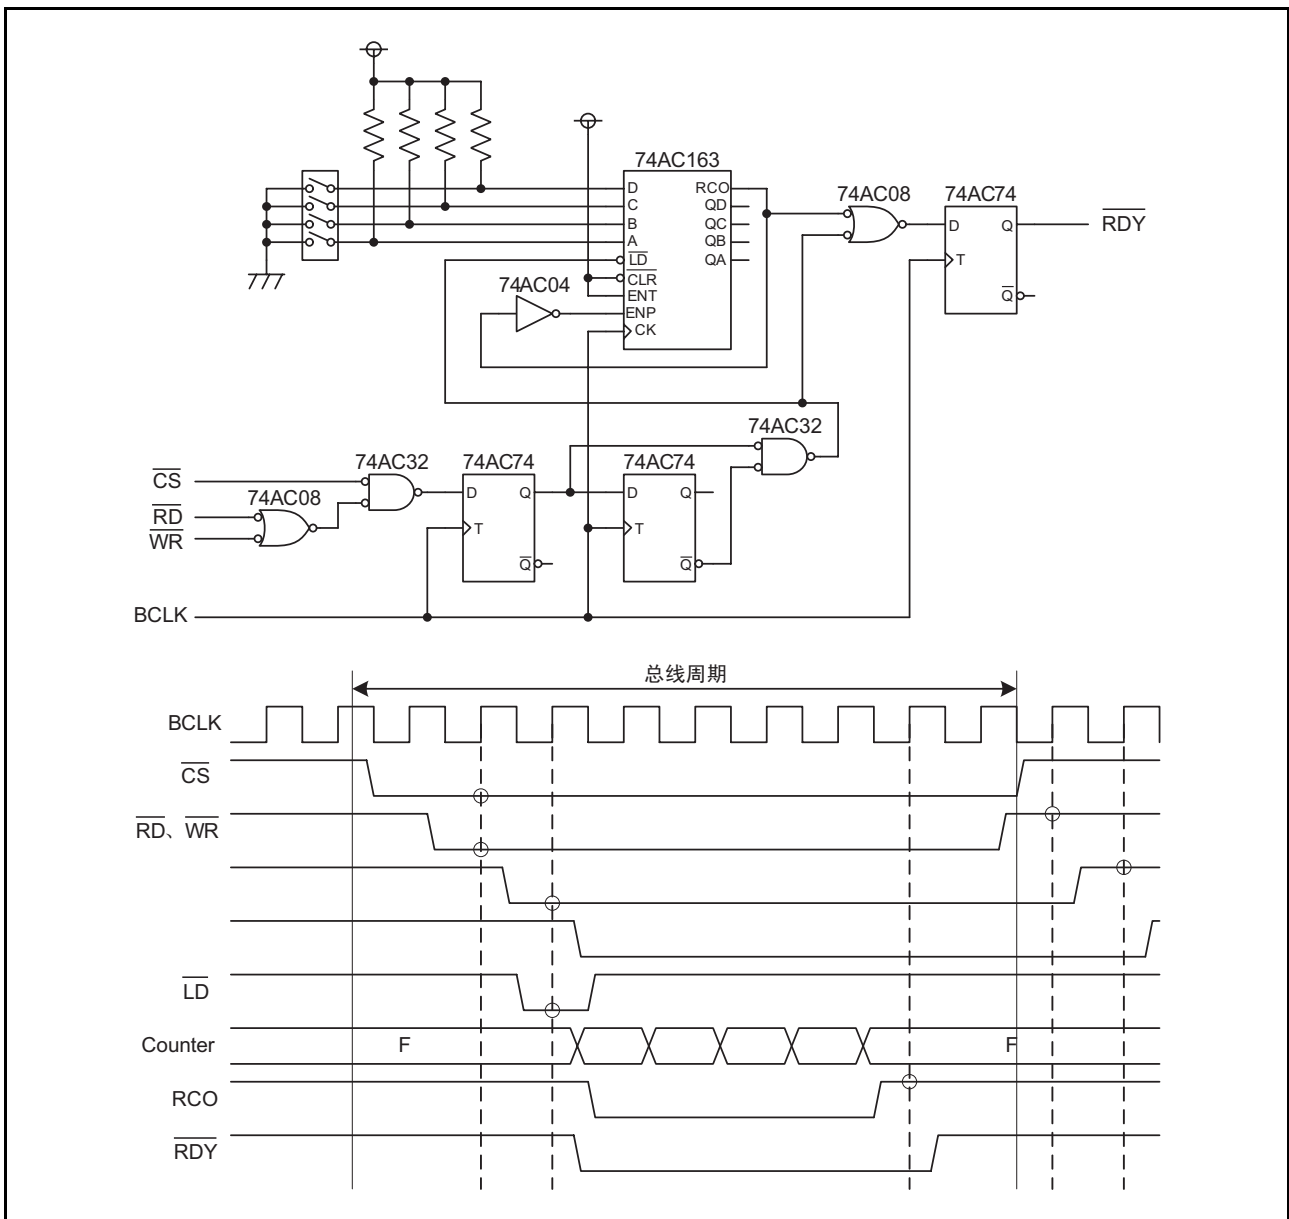 74AC163
D
C
B
A
LD
CLR
ENT
ENP
CK
RCO
QD
QC
QB
QA
74AC04
74AC08
74AC74
D
Q
T
Q
RDY
74AC32
CS
RD
WR
74AC08
74AC32
74AC74
D
Q
T
Q
74AC74
D
Q
T
Q
BCLK
总线周期
BCLK
CS
RD、WR
LD
Counter
F
F
RCO
RDY